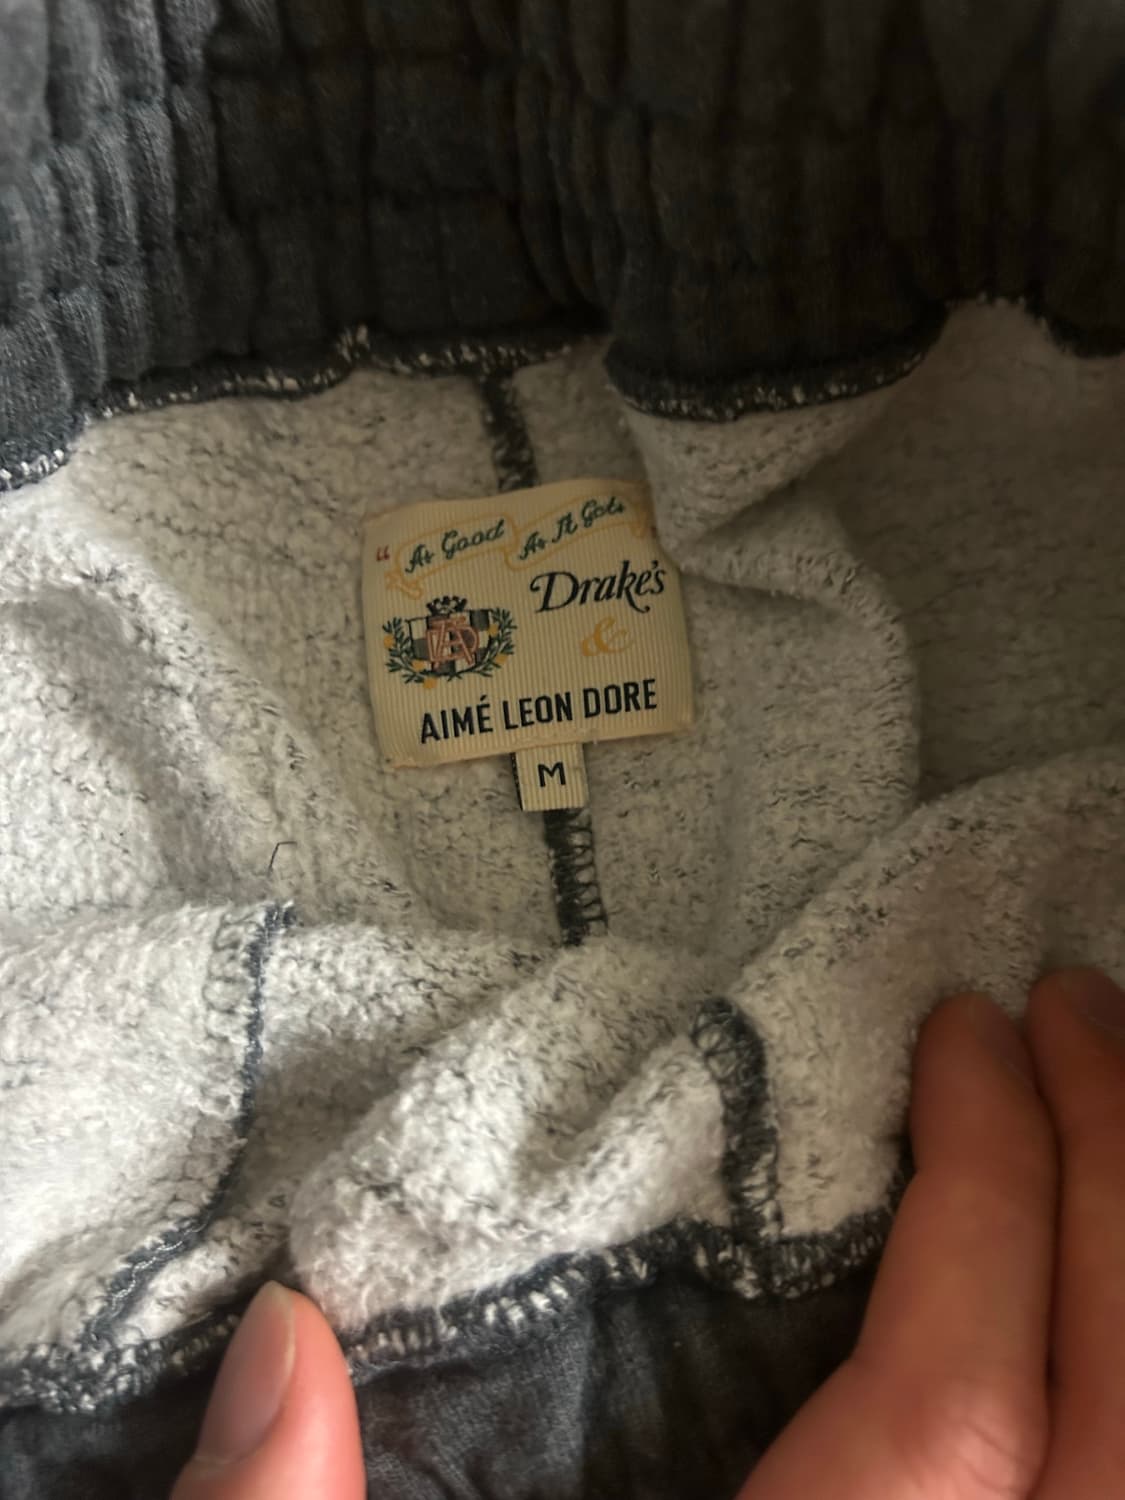 “As Good As It Gets”
Drake's
&
AIMÉ LEON DORE
M